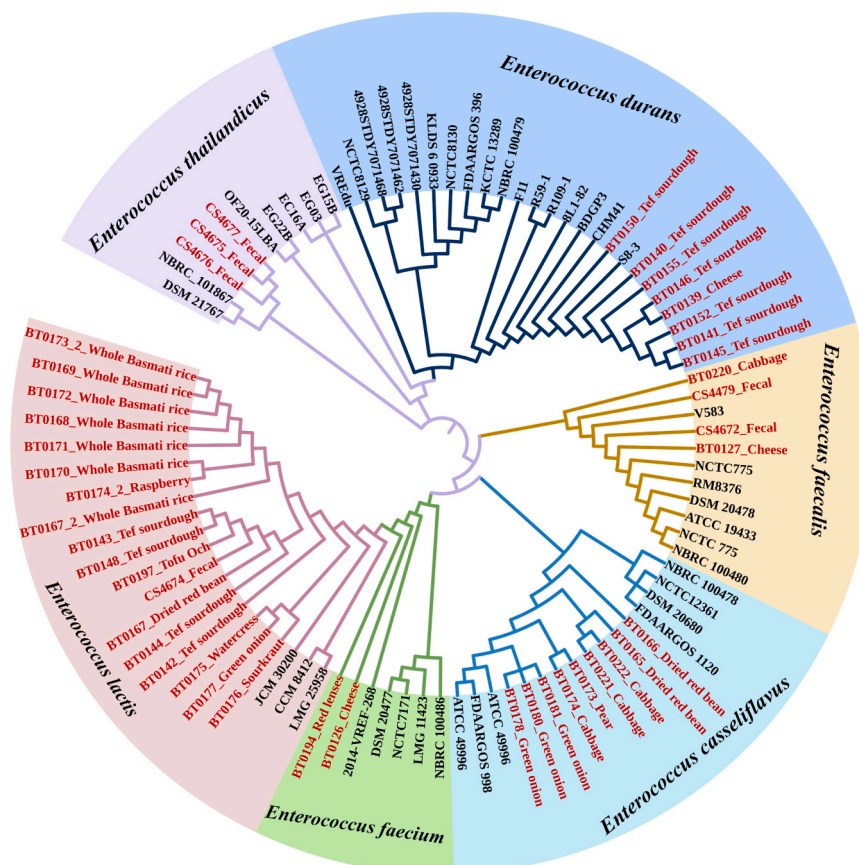 Enterococcus thailandicus
DSM 21767
NBRC_101867
CS4676_Fecal
CS4675_Fecal
CS4677_Fecal
OF20-151BA
EG22B
EC16A
EG03
EG15B
Enterococcus durans
VREdu
NCTC8129
4928STDY7071468
4928STDY7071462
4928STDY7071430
KLDS 6 0933
NCTC8130
FDAARGOS 396
KCTC 13289
NBRC 100479
R59-1
R109-1
8L1-82
BDGP3
CHM41
BT0150_Tef sourdough
S8-3
BT0140_Tef sourdough
BT0155_Tef sourdough
BT0146_Tef sourdough
BT0139_Cheese
BT0152_Tef sourdough
BT0141_Tef sourdough
BT0145_Tef sourdough
Enterococcus faecalis
BT0220_Cabbage
CS4479_Fecal
V583
CS4672_Fecal
BT0127_Cheese
NCTC775
RM8376
DSM 20478
ATCC 19433
NCTC 775
NBRC 100480
Enterococcus casseliflavus
NBRC 100478
NCTC12361
DSM 20680
FDAARGOS 1120
BT0166_Dried red bean
BT0165_Dried red bean
BT0222_Cabbage
BT0221_Cabbage
BT0173_Pear
BT0174_Cabbage
BT0181_Green onion
BT0180_Green onion
BT0178_Green onion
ATCC 49996
FDAARGOS 998
ATCC 49996
Enterococcus faecium
NBRC 100486
LMG 11423
NCTC7171
DSM 20477
2014-VREF-268
BT0126_Cheese
BT0194_Red lenses
Enterococcus lactis
LMG 25958
CCM 8412
JCM 30200
BT0176_Sourkraut
BT0177_Green onion
BT0175_Watercress
BT0142_Tef sourdough
BT0144_Tef sourdough
BT0167_Dried red bean
CS4674_Fecal
BT0197_Tofu Och
BT0148_Tef sourdough
BT0143_Tef sourdough
BT0167_2_Whole Basmati rice
BT0174_2_Raspberry
BT0170_Whole Basmati rice
BT0171_Whole Basmati rice
BT0168_Whole Basmati rice
BT0172_Whole Basmati rice
BT0169_Whole Basmati rice
BT0173_2_Whole Basmati rice